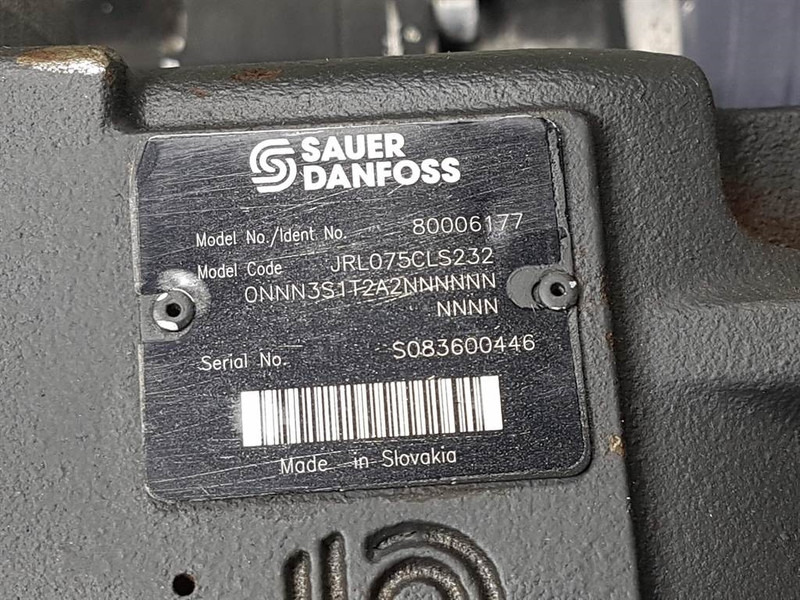 SAUER
DANFOSS
Model No./Ident. No. 80006177
Model Code JRL075CLS232
0NNN3S1T2A2NNNNNN
NNNN
Serial No. S083600446
Made in Slovakia